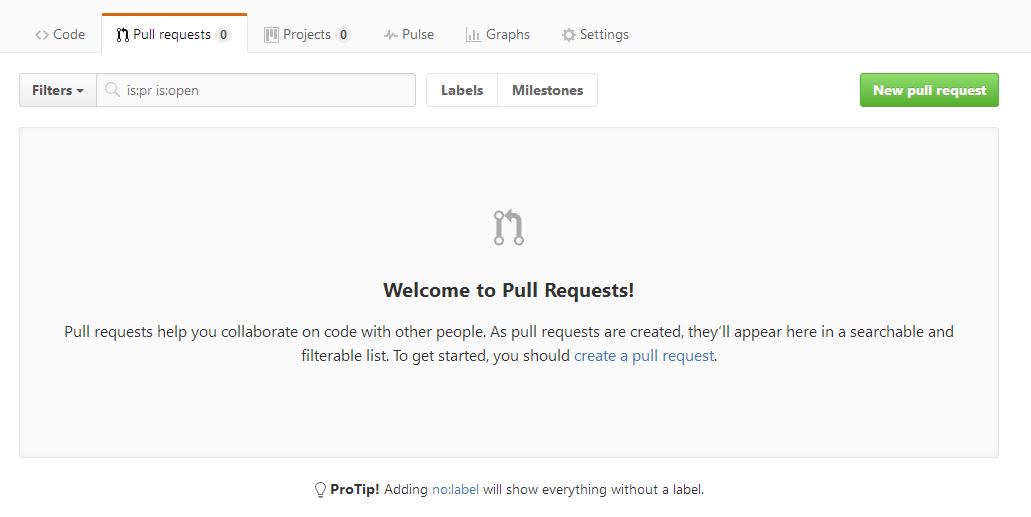 Code Pull requests 0 Projects 0 Pulse Graphs Settings
Filters is:pr is:open Labels Milestones New pull request
Welcome to Pull Requests!
Pull requests help you collaborate on code with other people. As pull requests are created, they’ll appear here in a searchable and
filterable list. To get started, you should create a pull request.
ProTip! Adding no:label will show everything without a label.